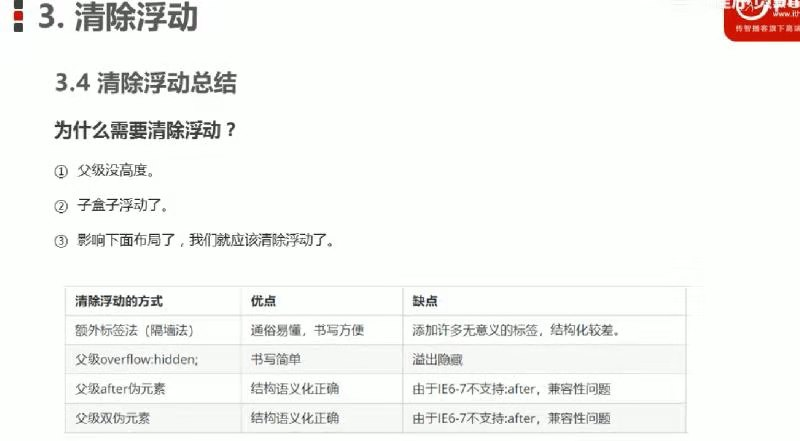 3. 清除浮动
www.ith
传智播客旗下高端
3.4 清除浮动总结
为什么需要清除浮动？
① 父级没高度。
② 子盒子浮动了。
③ 影响下面布局了，我们就应该清除浮动了。
清除浮动的方式 优点 缺点
额外标签法（隔墙法） 通俗易懂，书写方便 添加许多无意义的标签，结构化较差。
父级overflow:hidden; 书写简单 溢出隐藏
父级after伪元素 结构语义化正确 由于IE6-7不支持:after，兼容性问题
父级双伪元素 结构语义化正确 由于IE6-7不支持:after，兼容性问题